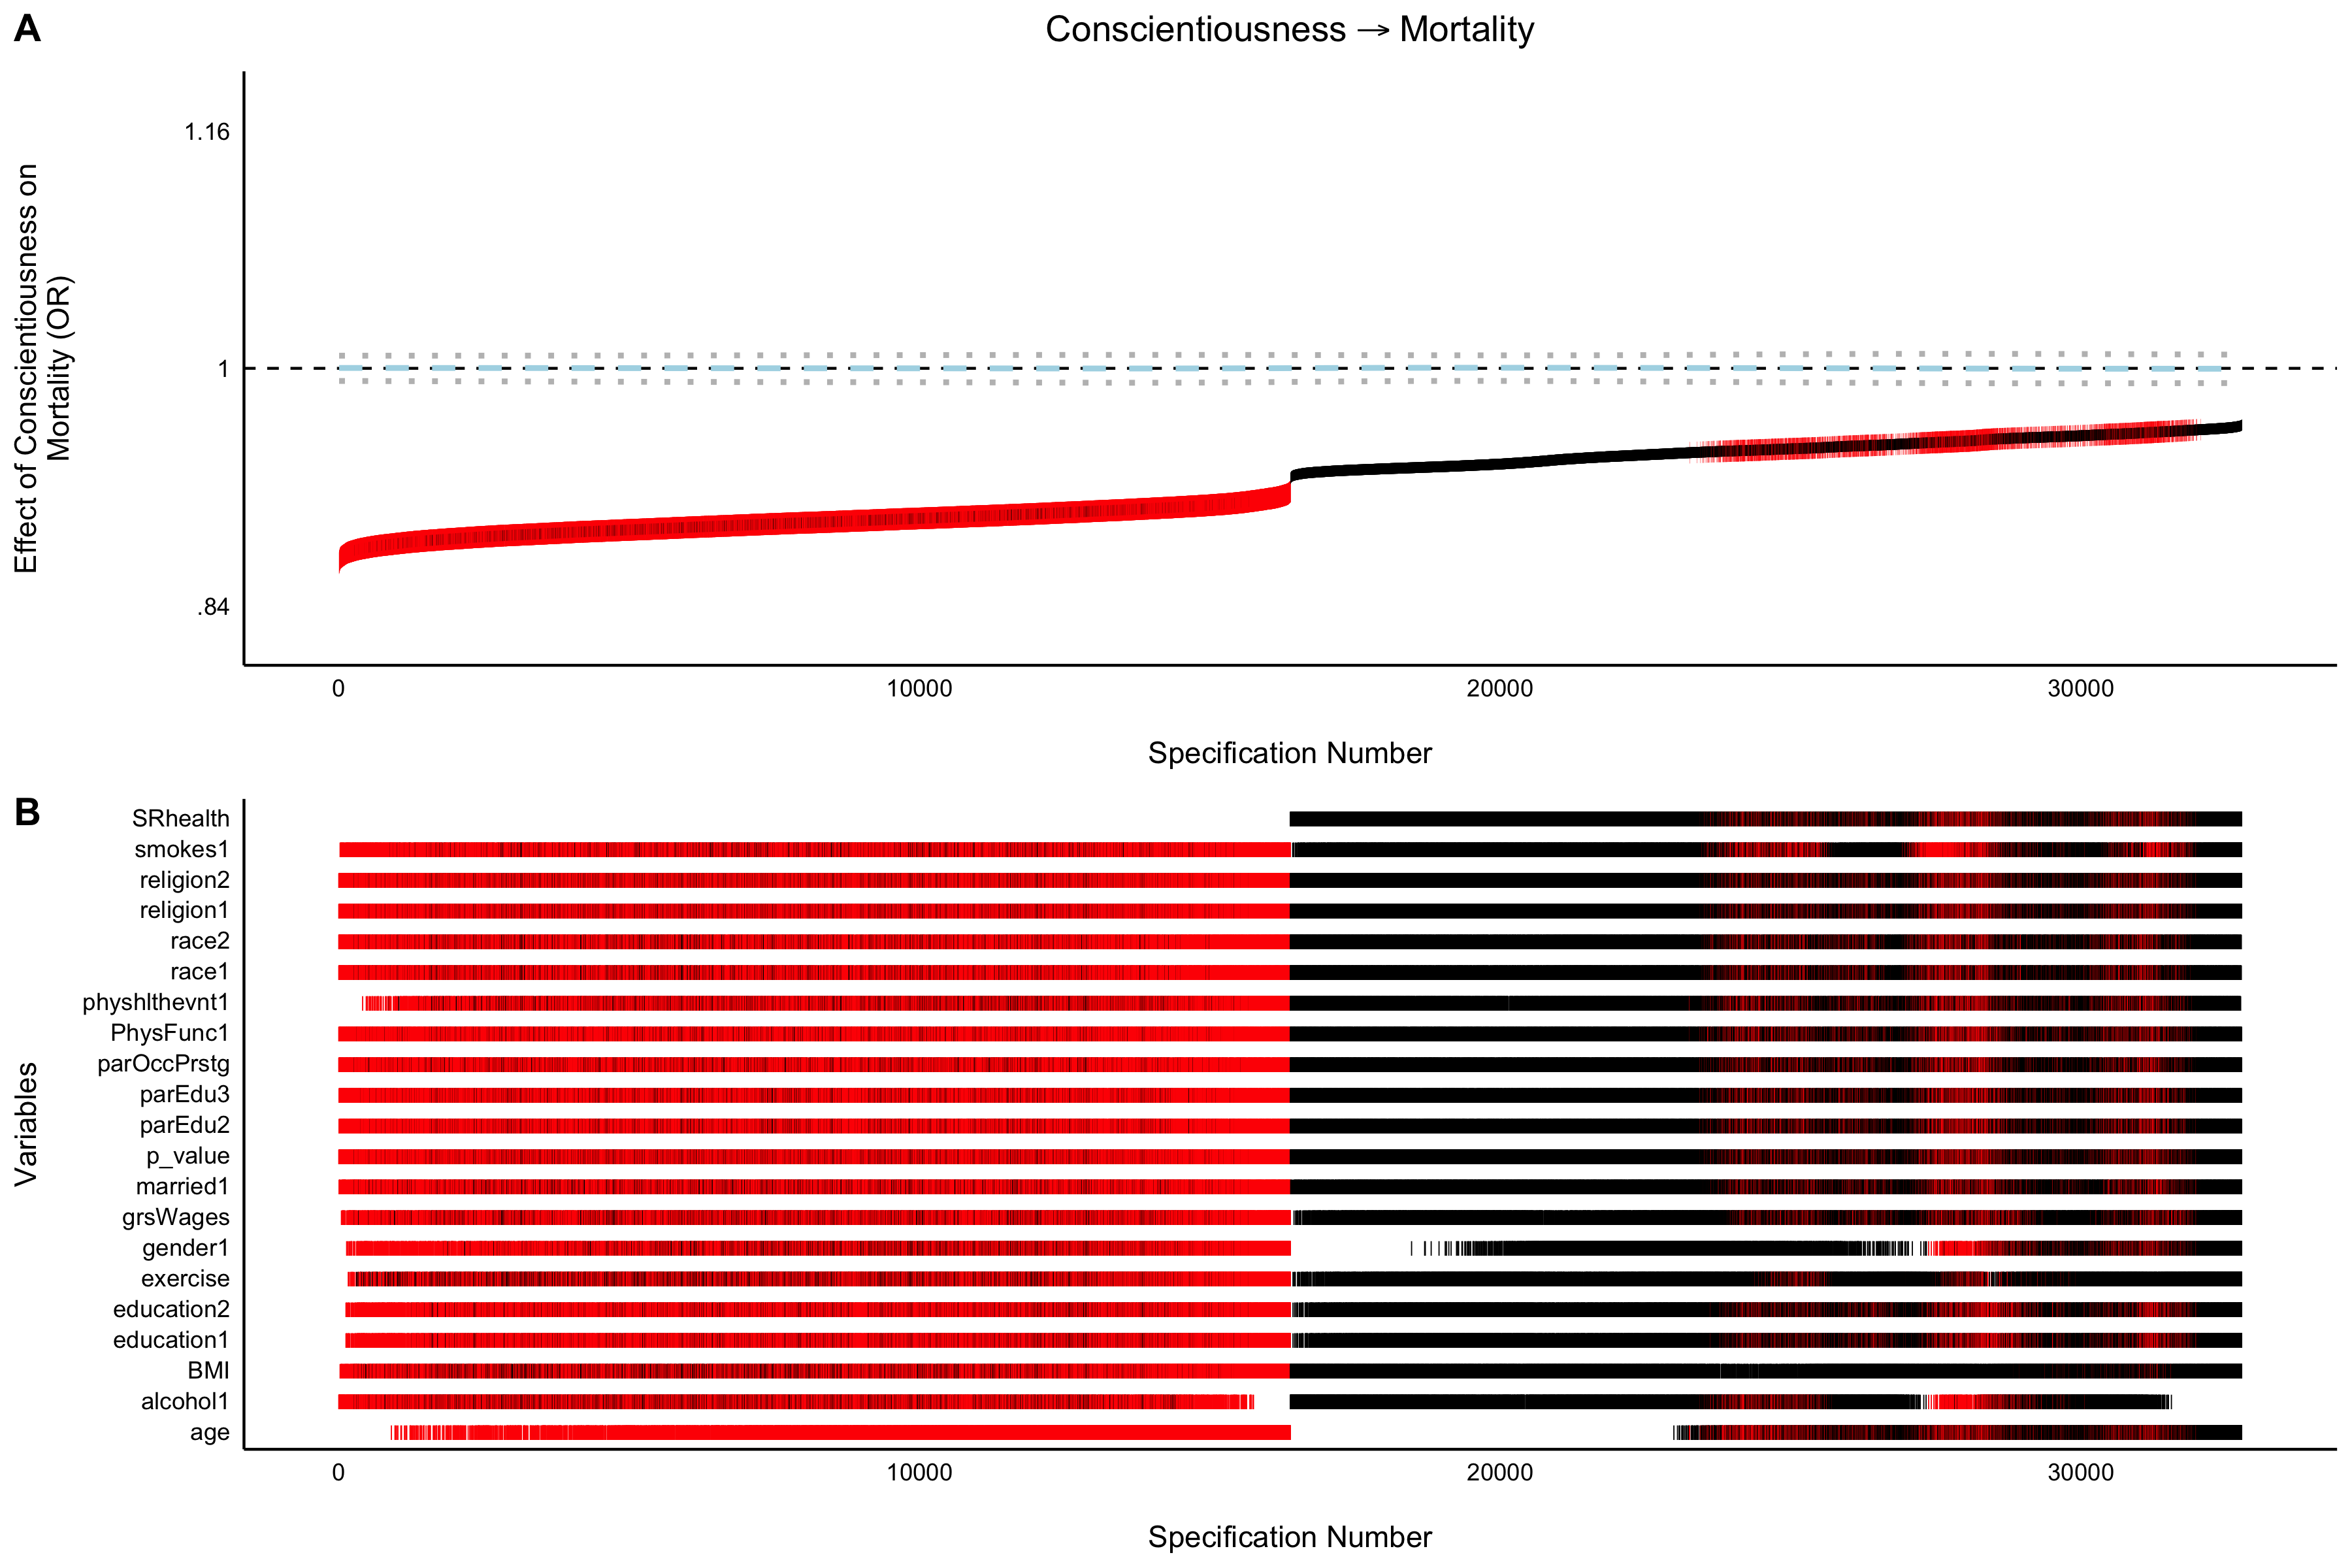 A
Conscientiousness → Mortality
Effect of Conscientiousness on
Mortality (OR)
1.16
1
.84
0 10000 20000 30000
Specification Number
B
Variables
SRhealth
smokes1
religion2
religion1
race2
race1
physhlthevnt1
PhysFunc1
parOccPrstg
parEdu3
parEdu2
p_value
married1
grsWages
gender1
exercise
education2
education1
BMI
alcohol1
age
0 10000 20000 30000
Specification Number